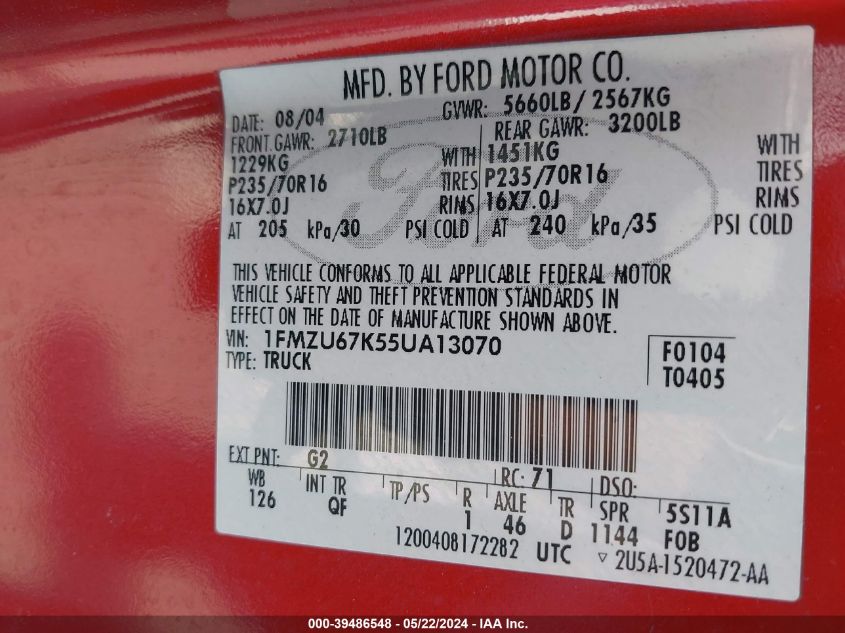 MFD. BY FORD MOTOR CO.
DATE: 08/04 GVWR: 5660LB / 2567KG
FRONT GAWR: 2710LB REAR GAWR: 3200LB
1229KG WITH 1451KG WITH
P235/70R16 TIRES P235/70R16 TIRES
16X7.0J RIMS 16X7.0J RIMS
AT 205 kPa/30 PSI COLD AT 240 kPa/35 PSI COLD
Ford
THIS VEHICLE CONFORMS TO ALL APPLICABLE FEDERAL MOTOR
VEHICLE SAFETY AND THEFT PREVENTION STANDARDS IN
EFFECT ON THE DATE OF MANUFACTURE SHOWN ABOVE.
VIN: 1FMZU67K55UA13070
TYPE: TRUCK
F0104
T0405
EXT PNT: G2 RC: 71 DSO:
WB INT TR TP/PS R AXLE TR SPR 5S11A
126 QF 1 46 D 1144 FOB
1200408172282 UTC ▽ 2U5A-1520472-AA
000-39486548 - 05/22/2024 - IAA Inc.